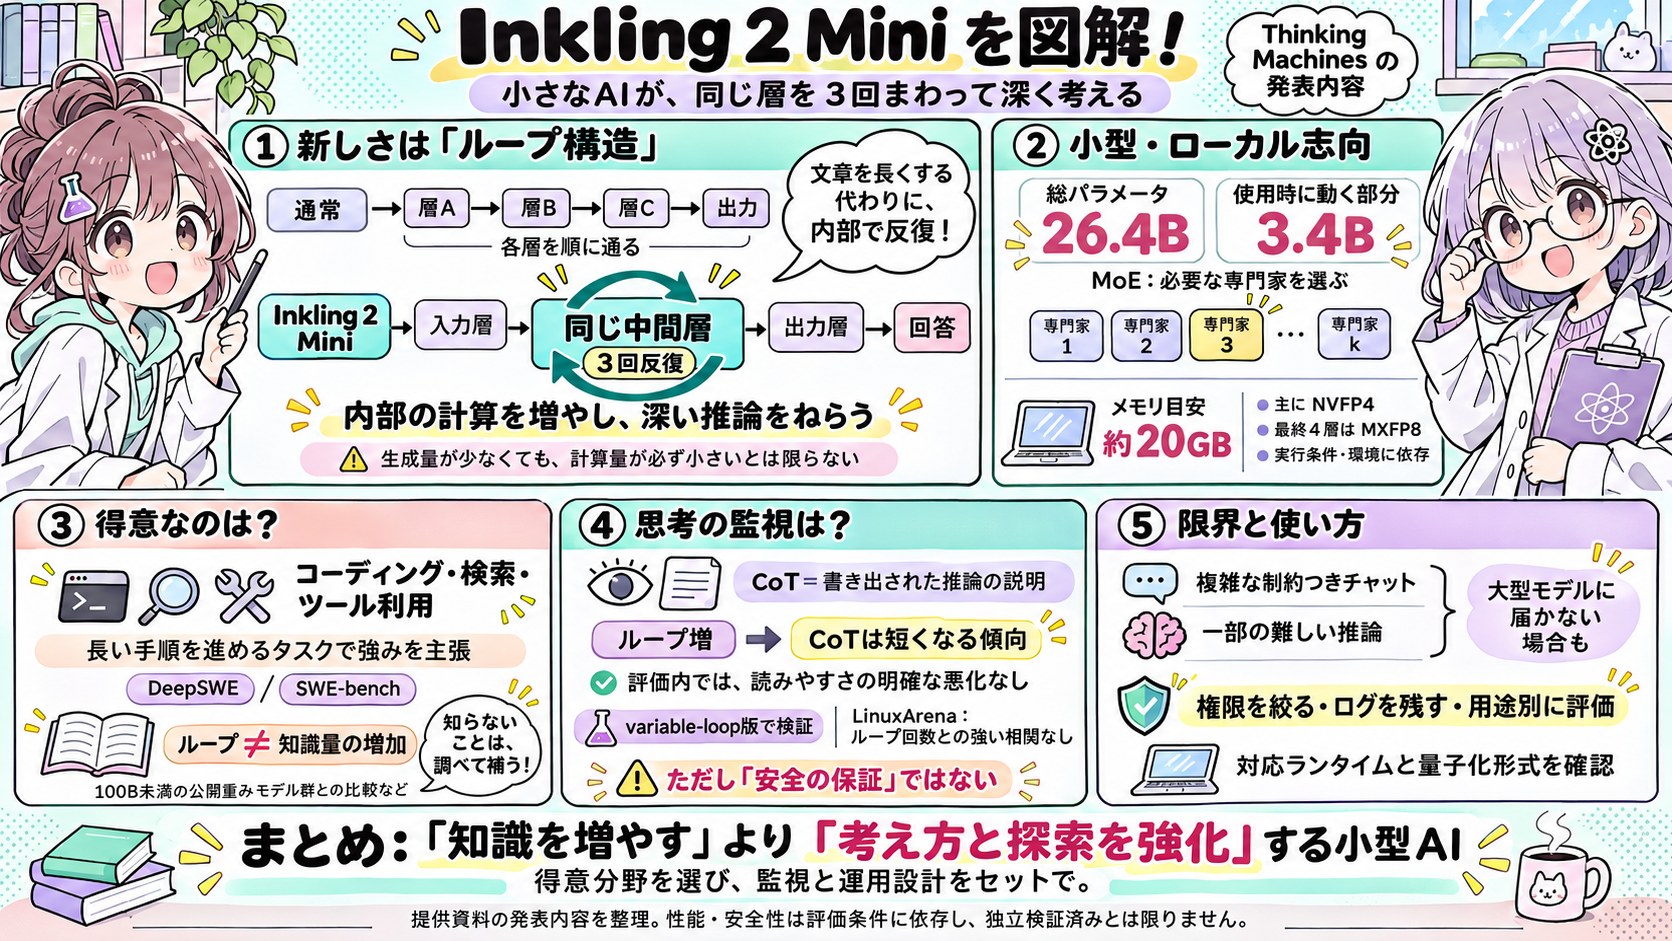 Inkling 2 Mini を図解!
小さなAIが、同じ層を3回まわって深く考える
Thinking
Machines の
発表内容
① 新しさは「ループ構造」
通常
層A
層B
層C
出力
各層を順に通る
文章を長くする
代わりに、
内部で反復!
Inkling 2
Mini
入力層
同じ中間層
3回反復
出力層
回答
内部の計算を増やし、深い推論をねらう
生成量が少なくても、計算量が必ず小さいとは限らない
② 小型・ローカル志向
総パラメータ
26.4B
使用時に動く部分
3.4B
MoE:必要な専門家を選ぶ
専門家
1
専門家
2
専門家
3
…
専門家
k
メモリ目安
約20GB
主に NVFP4
最終4層は MXFP8
実行条件・環境に依存
③ 得意なのは?
コーディング・検索・
ツール利用
長い手順を進めるタスクで強みを主張
DeepSWE / SWE-bench
ループ≠知識量の増加
知らない
ことは、
調べて補う!
100B未満の公開重みモデル群との比較など
④ 思考の監視は?
CoT=書き出された推論の説明
ループ増
CoTは短くなる傾向
評価内では、読みやすさの明確な悪化なし
variable-loop版で検証
LinuxArena:
ループ回数との強い相関なし
ただし「安全の保証」ではない
⑤ 限界と使い方
複雑な制約つきチャット
一部の難しい推論
大型モデルに
届かない
場合も
権限を絞る・ログを残す・用途別に評価
対応ランタイムと量子化形式を確認
まとめ:「知識を増やす」より「考え方と探索を強化」する小型AI
得意分野を選び、監視と運用設計をセットで。
提供資料の発表内容を整理。性能・安全性は評価条件に依存し、独立検証済みとは限りません。